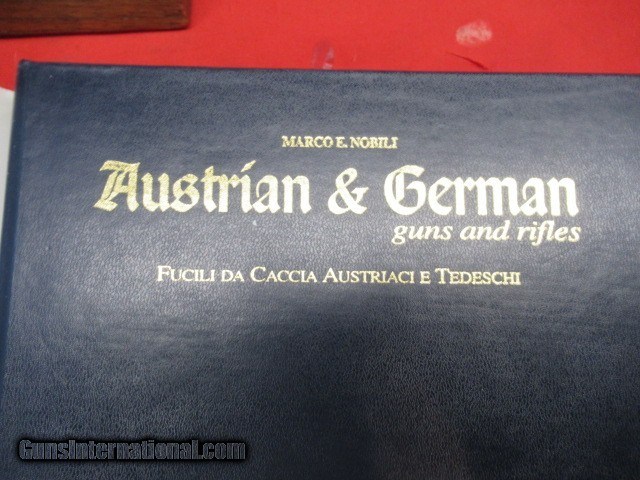 MARCO E. NOBILI
Austrian & German
guns and rifles
FUCILI DA CACCIA AUSTRIACI E TEDESCHI
GunsInternational.com